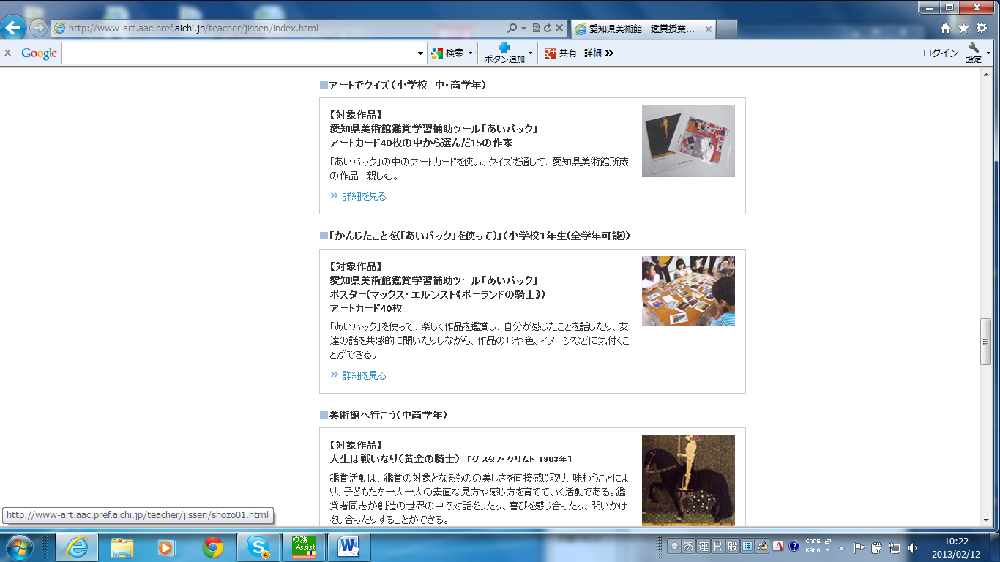 http://www-art.aac.pref.aichi.jp/teacher/jissen/index.html
愛知県美術館　鑑賞授業...
Google
検索
ボタン追加
共有
詳細
ログイン
設定
■アートでクイズ（小学校　中・高学年）
【対象作品】
愛知県美術館鑑賞学習補助ツール「あいパック」
アートカード40枚の中から選んだ15の作家
「あいパック」の中のアートカードを使い、クイズを通して、愛知県美術館所蔵
の作品に親しむ。
詳細を見る
■「かんじたことを(「あいパック」を使って)」（小学校１年生(全学年可能)）
【対象作品】
愛知県美術館鑑賞学習補助ツール「あいパック」
ポスター(マックス・エルンスト《ポーランドの騎士》)
アートカード40枚
「あいパック」を使って、楽しく作品を鑑賞し、自分が感じたことを話したり、友
達の話を共感的に聞いたりしながら、作品の形や色、イメージなどに気付くこ
とができる。
詳細を見る
■美術館へ行こう（中高学年）
【対象作品】
人生は戦いなり（黄金の騎士）　［グスタフ・クリムト 1903年］
鑑賞活動は、鑑賞の対象となるものの美しさを直接感じ取り、味わうことによ
り、子どもたち一人一人の素直な見方や感じ方を育てていく活動である。鑑
賞者同志が創造の世界の中で対話をしたり、喜びを感じ合ったり、問いかけ
をし合ったりすることができる。
http://www-art.aac.pref.aichi.jp/teacher/jissen/shozo01.html
4
校務
Assist
あ 連 R 般
CAPS
KANA
10:22
2013/02/12